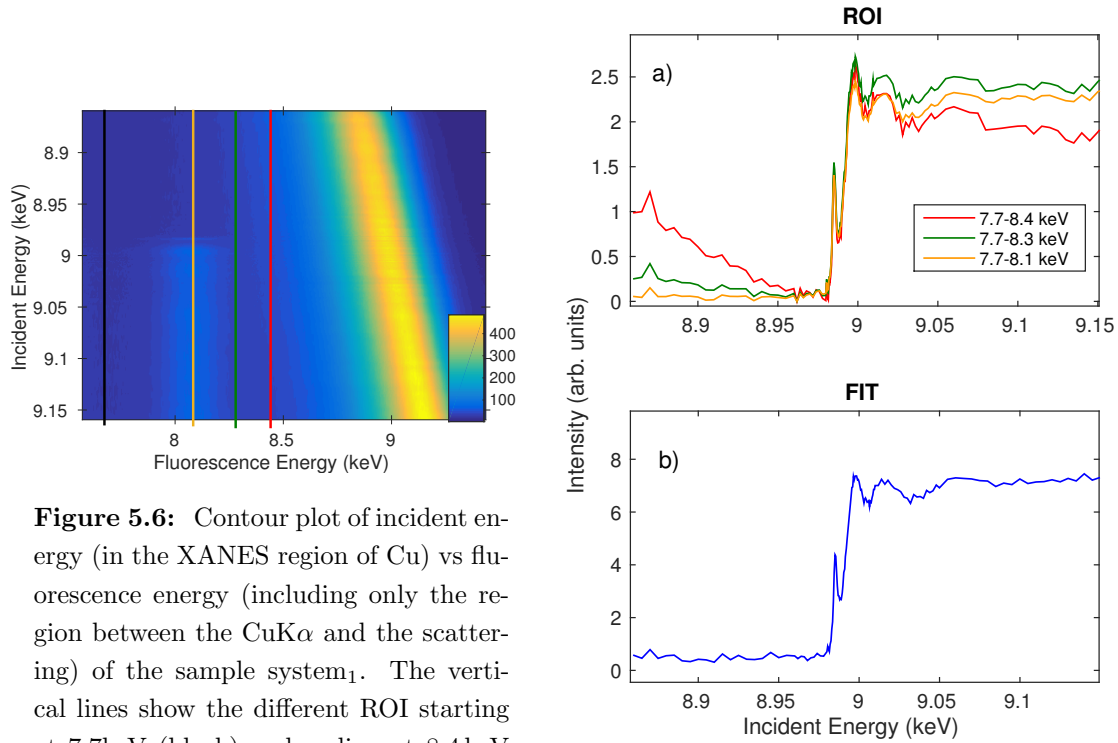 8.9
8.95
9
9.05
9.1
9.15
Incident Energy (keV)
400
300
200
100
8
8.5
9
Fluorescence Energy (keV)
Figure 5.6: Contour plot of incident en-
ergy (in the XANES region of Cu) vs flu-
orescence energy (including only the re-
gion between the CuKα and the scatter-
ing) of the sample system₁. The verti-
cal lines show the different ROI starting
ROI
a)
2.5
2
1.5
1
0.5
0
7.7-8.4 keV
7.7-8.3 keV
7.7-8.1 keV
8.9
8.95
9
9.05
9.1
9.15
Intensity (arb. units)
FIT
b)
8
6
4
2
0
8.9
8.95
9
9.05
9.1
Incident Energy (keV)